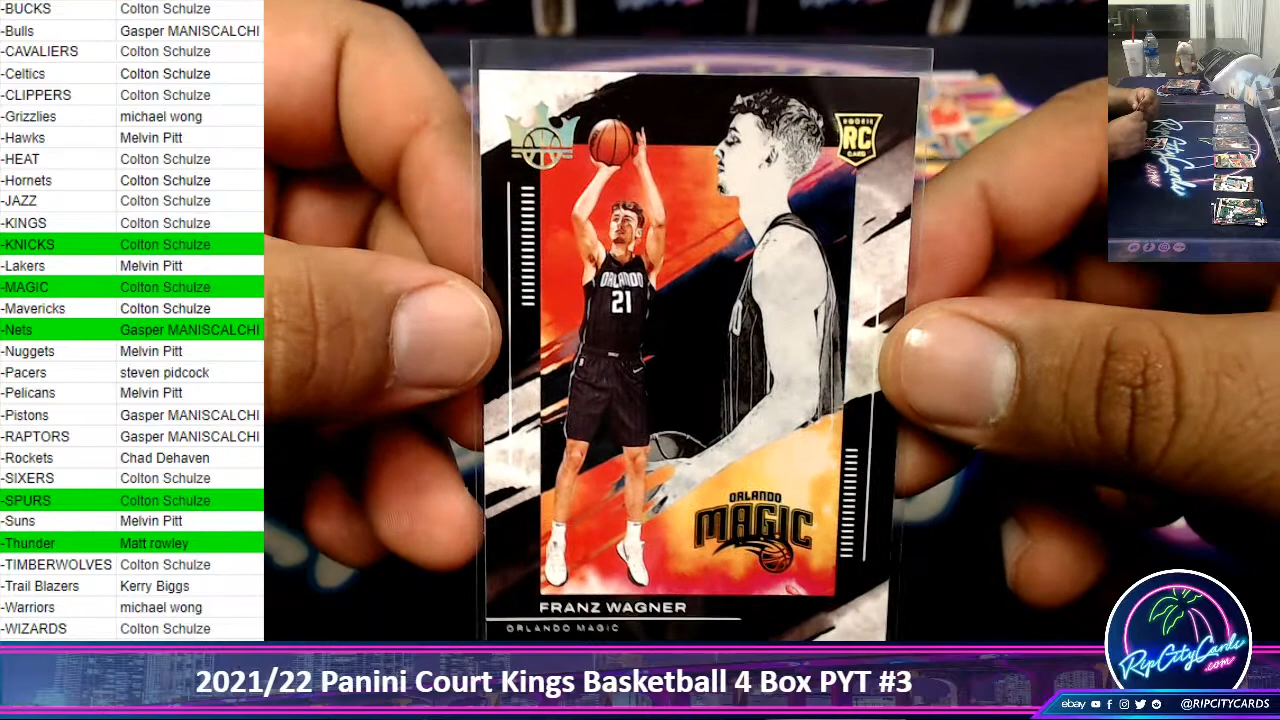 -BUCKS Colton Schulze
-Bulls Gasper MANISCALCHI
-CAVALIERS Colton Schulze
-Celtics Colton Schulze
-CLIPPERS Colton Schulze
-Grizzlies michael wong
-Hawks Melvin Pitt
-HEAT Colton Schulze
-Hornets Colton Schulze
-JAZZ Colton Schulze
-KINGS Colton Schulze
-KNICKS Colton Schulze
-Lakers Melvin Pitt
-MAGIC Colton Schulze
-Mavericks Colton Schulze
-Nets Gasper MANISCALCHI
-Nuggets Melvin Pitt
-Pacers steven pidcock
-Pelicans Melvin Pitt
-Pistons Gasper MANISCALCHI
-RAPTORS Gasper MANISCALCHI
-Rockets Chad Dehaven
-SIXERS Colton Schulze
-SPURS Colton Schulze
-Suns Melvin Pitt
-Thunder Matt rowley
-TIMBERWOLVES Colton Schulze
-Trail Blazers Kerry Biggs
-Warriors michael wong
-WIZARDS Colton Schulze
ROOKIE
RC
CARD
ORLANDO
21
ORLANDO
MAGIC
FRANZ WAGNER
ORLANDO MAGIC
RipCityCards
.com
2021/22 Panini Court Kings Basketball 4 Box PYT #3
ebay @RIPCITYCARDS